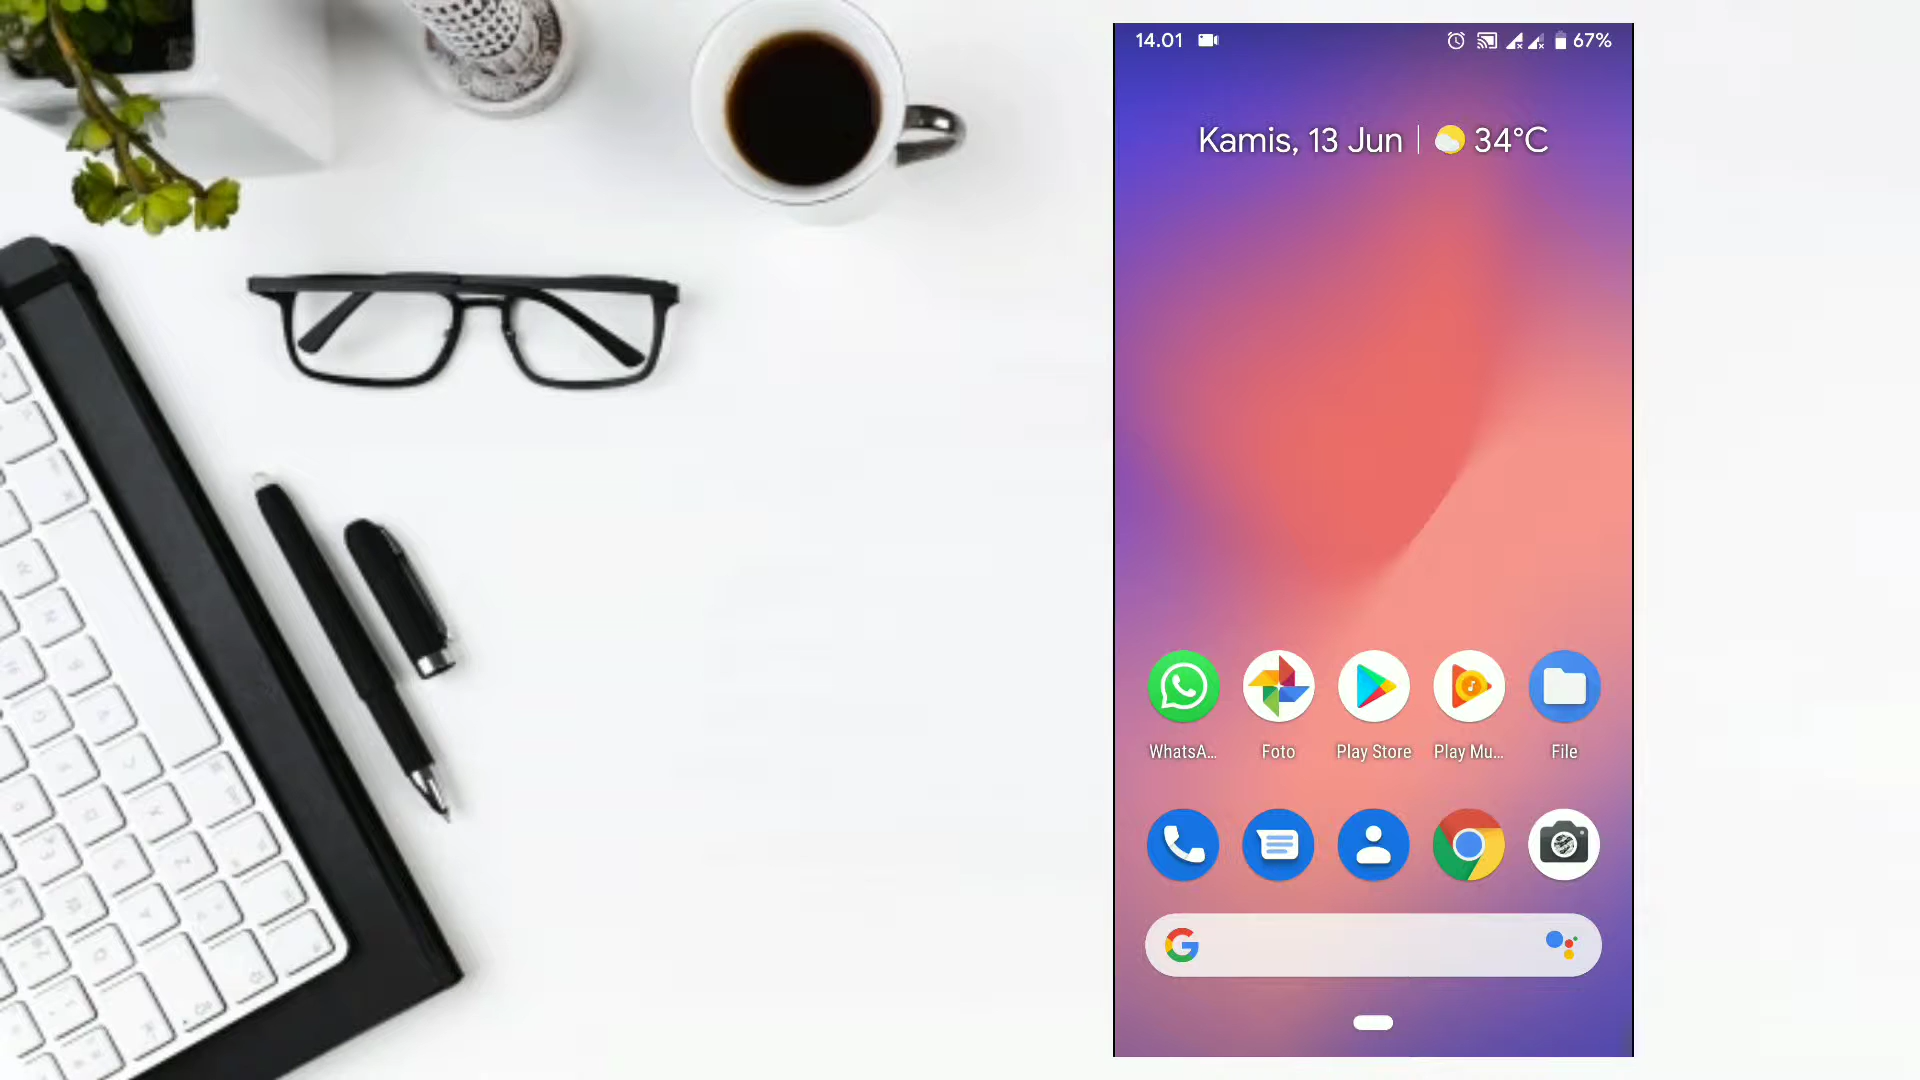 14.01 67%
Kamis, 13 Jun 34°C
WhatsA... Foto Play Store Play Mu... File